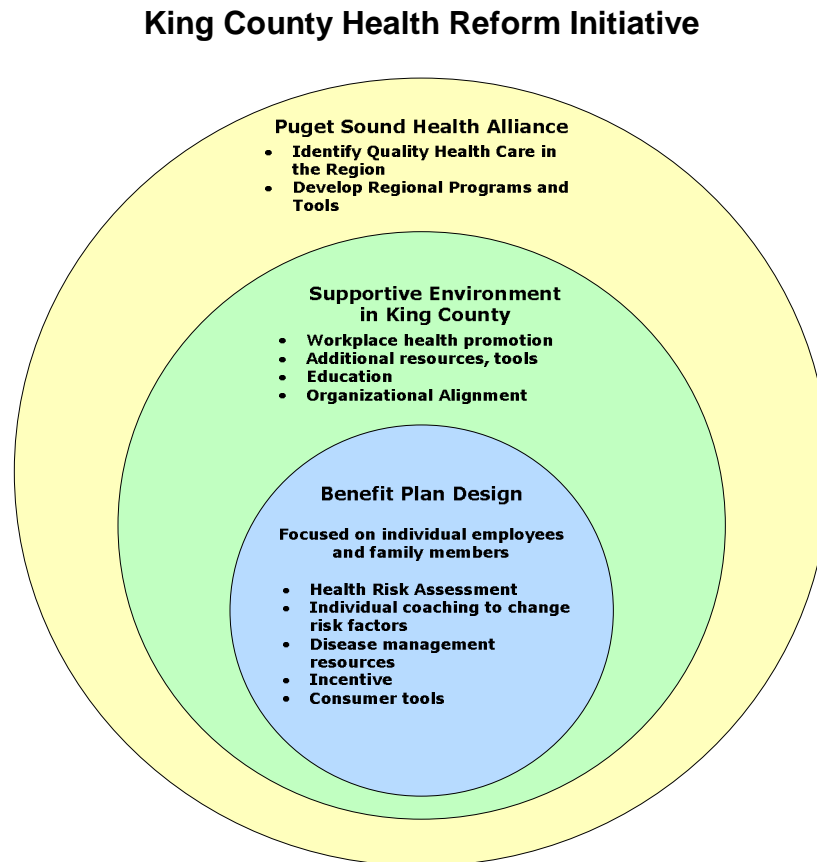 King County Health Reform Initiative
Puget Sound Health Alliance
• Identify Quality Health Care in
the Region
• Develop Regional Programs and
Tools
Supportive Environment
in King County
• Workplace health promotion
• Additional resources, tools
• Education
• Organizational Alignment
Benefit Plan Design
Focused on individual employees
and family members
• Health Risk Assessment
• Individual coaching to change
risk factors
• Disease management
resources
• Incentive
• Consumer tools